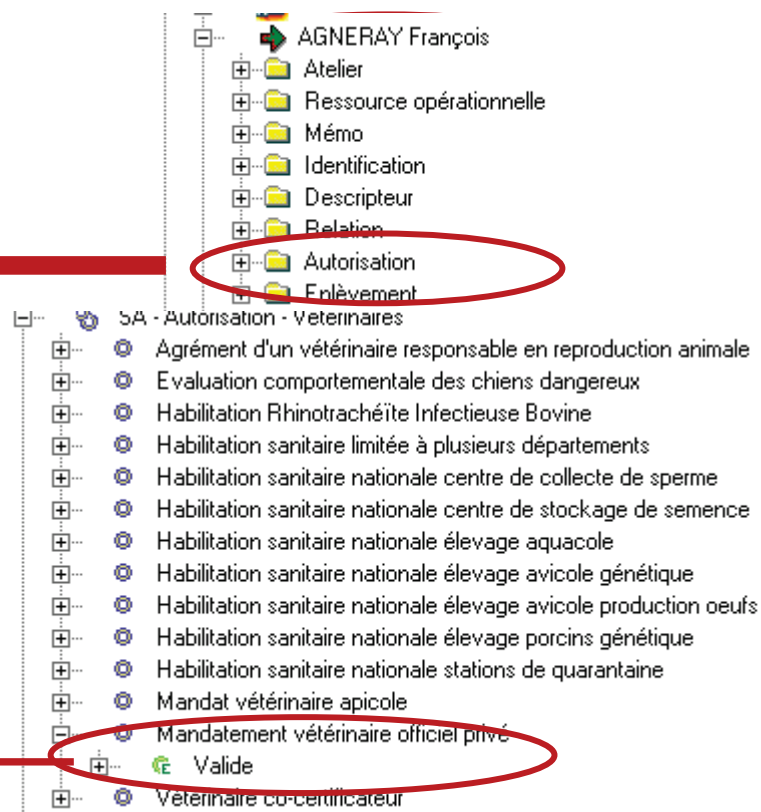 AGNERAY François
Atelier
Ressource opérationnelle
Mémo
Identification
Descripteur
Relation
Autorisation
Enlèvement
SA - Autorisation - Vétérinaires
Agrément d'un vétérinaire responsable en reproduction animale
Evaluation comportementale des chiens dangereux
Habilitation Rhinotrachéïte Infectieuse Bovine
Habilitation sanitaire limitée à plusieurs départements
Habilitation sanitaire nationale centre de collecte de sperme
Habilitation sanitaire nationale centre de stockage de semence
Habilitation sanitaire nationale élevage aquacole
Habilitation sanitaire nationale élevage avicole génétique
Habilitation sanitaire nationale élevage avicole production oeufs
Habilitation sanitaire nationale élevage porcins génétique
Habilitation sanitaire nationale stations de quarantaine
Mandat vétérinaire apicole
Mandatement vétérinaire officiel privé
Valide
Vétérinaire co-certificateur